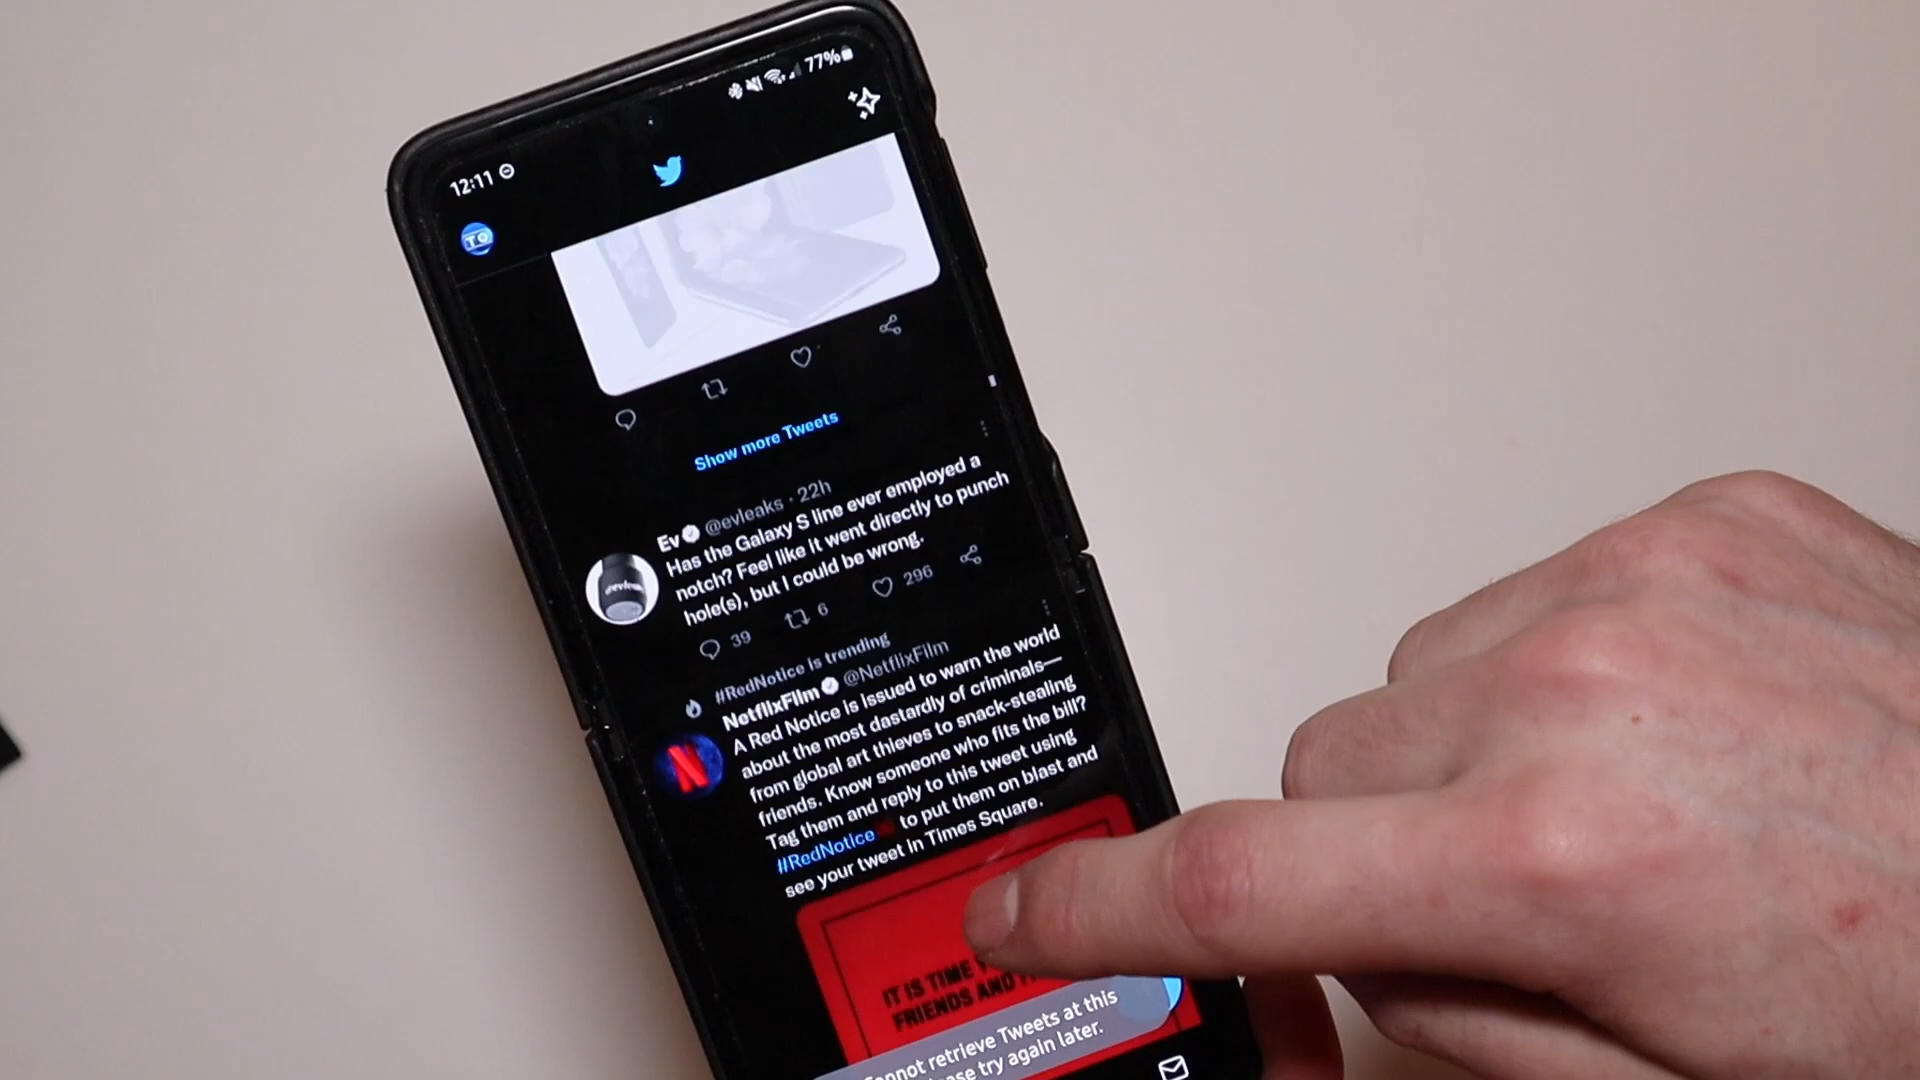 12:11
77%
TO
Show more Tweets
Ev @evleaks · 22h
Has the Galaxy S line ever employed a
notch? Feel like it went directly to punch
hole(s), but I could be wrong.
39 6 296
#RedNotice is trending
NetflixFilm @NetflixFilm
A Red Notice is issued to warn the world
about the most dastardly of criminals—
from global art thieves to snack-stealing
friends. Know someone who fits the bill?
Tag them and reply to this tweet using
#RedNotice to put them on blast and
see your tweet in Times Square.
IT IS TIME
FRIENDS AND
retrieve Tweets at this
try again later.